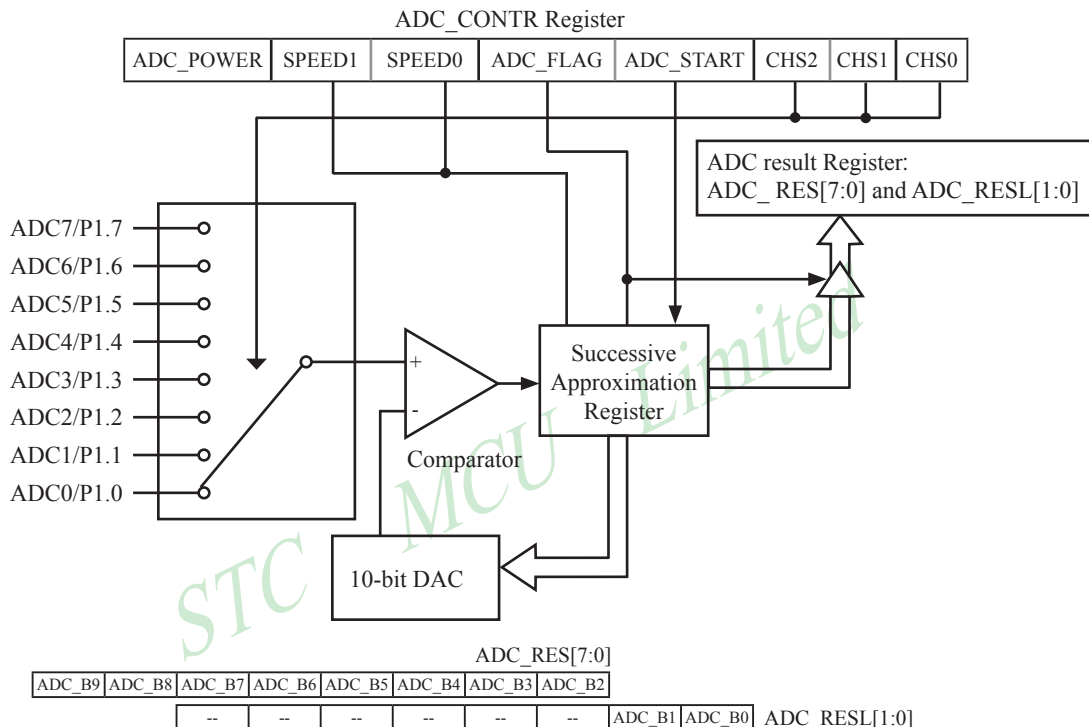 ADC_CONTR Register
ADC_POWER SPEED1 SPEED0 ADC_FLAG ADC_START CHS2 CHS1 CHS0
ADC result Register:
ADC_ RES[7:0] and ADC_RESL[1:0]
ADC7/P1.7
ADC6/P1.6
ADC5/P1.5
ADC4/P1.4
ADC3/P1.3
ADC2/P1.2
ADC1/P1.1
ADC0/P1.0
+
-
Comparator
Successive
Approximation
Register
10-bit DAC
STC MCU Limited
ADC_RES[7:0]
ADC_B9 ADC_B8 ADC_B7 ADC_B6 ADC_B5 ADC_B4 ADC_B3 ADC_B2
-- -- -- -- -- -- ADC_B1 ADC_B0 ADC_RESL[1:0]